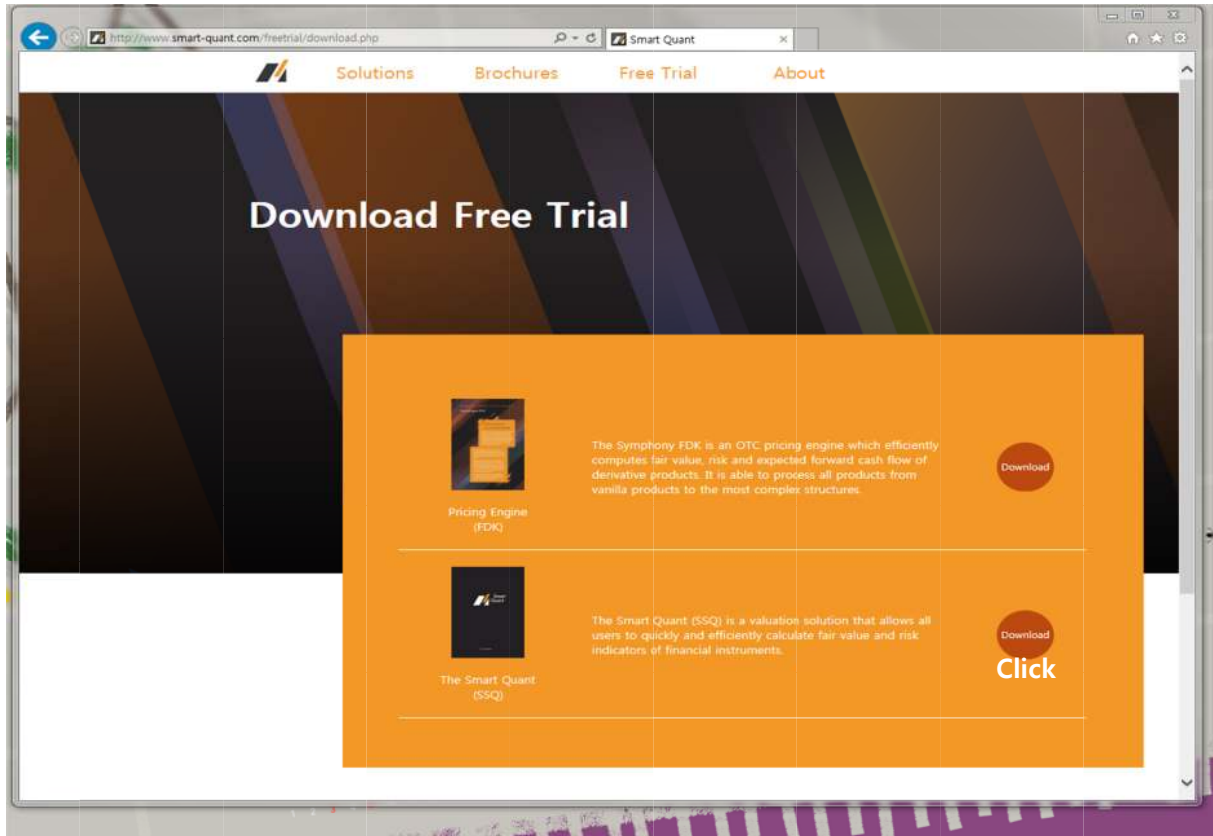 http://www.smart-quant.com/freetrial/download.php
Smart Quant
Solutions Brochures Free Trial About
Download Free Trial
The Symphony FDK is an OTC pricing engine which efficiently
computes fair value, risk and expected forward cash flow of
derivative products. It is able to process all products from
vanilla products to the most complex structures.
Download
Pricing Engine
(FDK)
Smart
Quant
The Smart Quant (SSQ) is a valuation solution that allows all
users to quickly and efficiently calculate fair value and risk
indicators of financial instruments.
Download
Click
The Smart Quant
(SSQ)